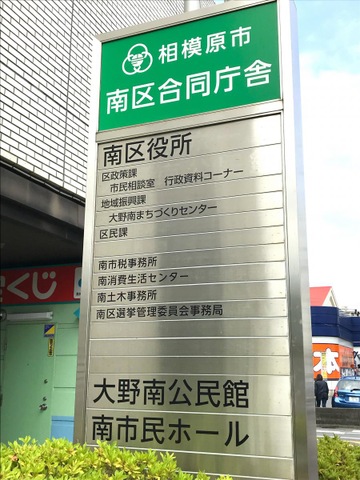 相模原市
南区合同庁舎
南区役所
区政策課
市民相談室 行政資料コーナー
地域振興課
大野南まちづくりセンター
区民課
南市税事務所
南消費生活センター
南土木事務所
南区選挙管理委員会事務局
大野南公民館
南市民ホール
くじ
本